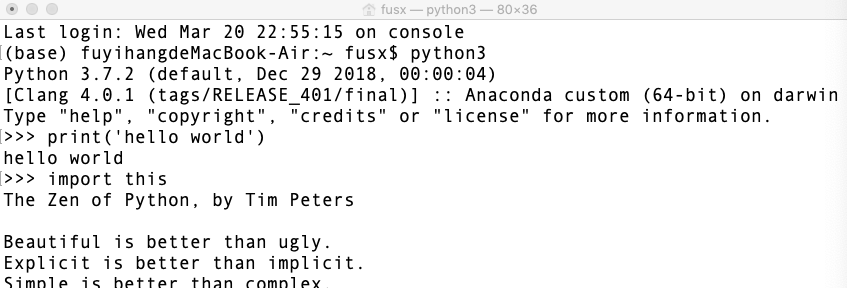 fusx — python3 — 80×36
Last login: Wed Mar 20 22:55:15 on console
(base) fuyihangdeMacBook-Air:~ fusx$ python3
Python 3.7.2 (default, Dec 29 2018, 00:00:04)
[Clang 4.0.1 (tags/RELEASE_401/final)] :: Anaconda custom (64-bit) on darwin
Type "help", "copyright", "credits" or "license" for more information.
>>> print('hello world')
hello world
>>> import this
The Zen of Python, by Tim Peters
Beautiful is better than ugly.
Explicit is better than implicit.
Simple is better than complex.